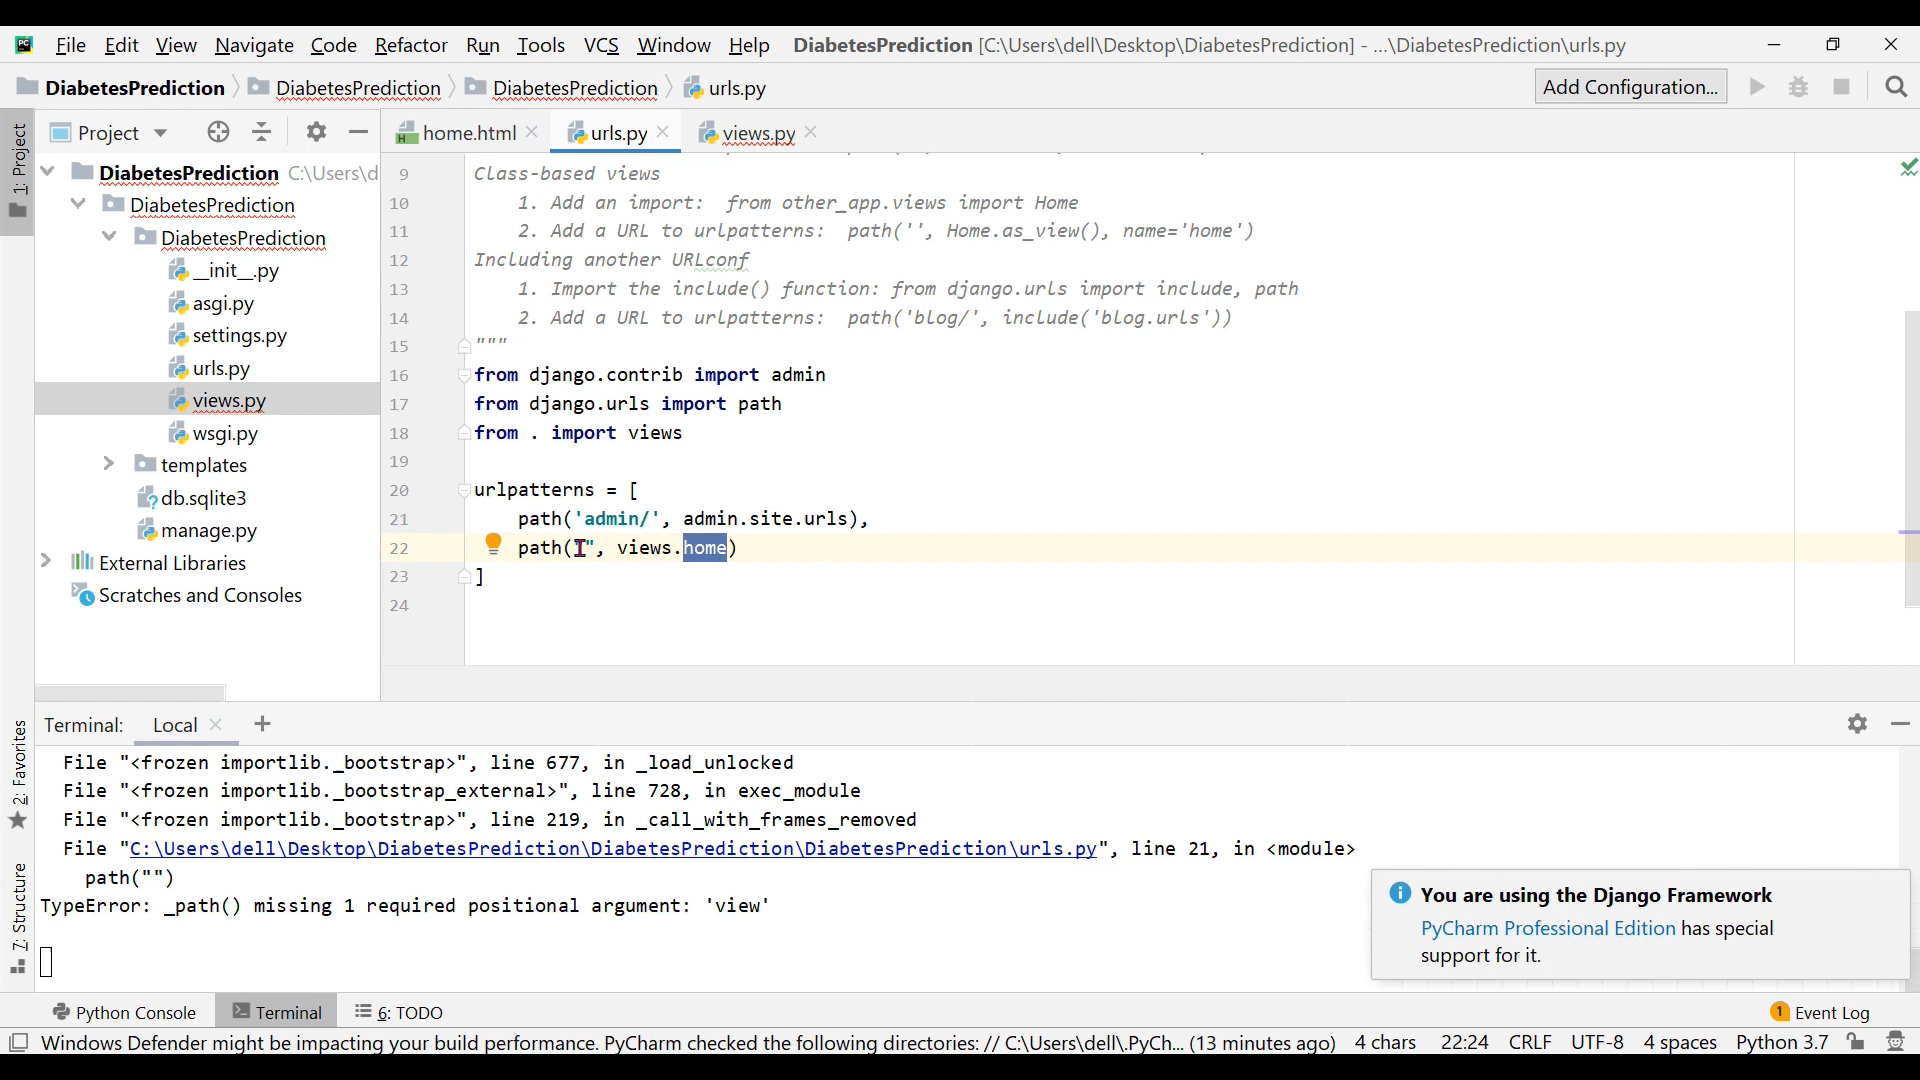 File Edit View Navigate Code Refactor Run Tools VCS Window Help DiabetesPrediction [C:\Users\dell\Desktop\DiabetesPrediction] - ...\DiabetesPrediction\urls.py
DiabetesPrediction DiabetesPrediction DiabetesPrediction urls.py Add Configuration...
1: Project
Project
home.html urls.py views.py
DiabetesPrediction C:\Users\d
DiabetesPrediction
DiabetesPrediction
__init__.py
asgi.py
settings.py
urls.py
views.py
wsgi.py
templates
db.sqlite3
manage.py
External Libraries
Scratches and Consoles
9 Class-based views
10 1. Add an import:  from other_app.views import Home
11 2. Add a URL to urlpatterns:  path('', Home.as_view(), name='home')
12 Including another URLconf
13 1. Import the include() function: from django.urls import include, path
14 2. Add a URL to urlpatterns:  path('blog/', include('blog.urls'))
15 """
16 from django.contrib import admin
17 from django.urls import path
18 from . import views
19
20 urlpatterns = [
21 path('admin/', admin.site.urls),
22 path("", views.home)
23 ]
24
2: Favorites
7: Structure
Terminal: Local
File "<frozen importlib._bootstrap>", line 677, in _load_unlocked
File "<frozen importlib._bootstrap_external>", line 728, in exec_module
File "<frozen importlib._bootstrap>", line 219, in _call_with_frames_removed
File "C:\Users\dell\Desktop\DiabetesPrediction\DiabetesPrediction\DiabetesPrediction\urls.py", line 21, in <module>
path("")
TypeError: _path() missing 1 required positional argument: 'view'
You are using the Django Framework
PyCharm Professional Edition has special
support for it.
Python Console Terminal 6: TODO 1 Event Log
Windows Defender might be impacting your build performance. PyCharm checked the following directories: // C:\Users\dell\.PyCh... (13 minutes ago) 4 chars 22:24 CRLF UTF-8 4 spaces Python 3.7